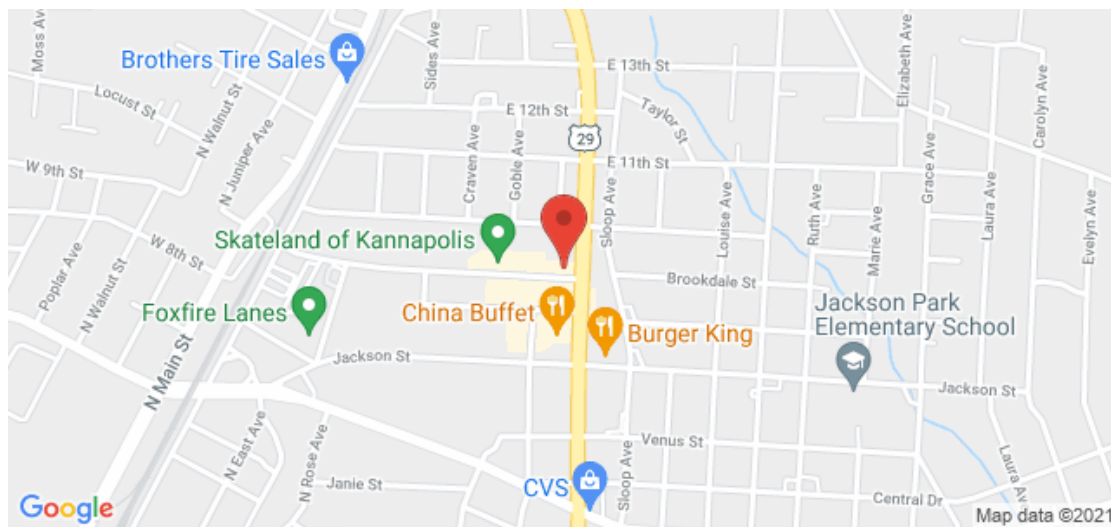 Moss Ave
Brothers Tire Sales
Sides Ave
E 13th St
Elizabeth Ave
Carolyn Ave
Locust St
N Walnut St
E 12th St
Taylor St
29
N Juniper Ave
W 9th St
Craven Ave
Goble Ave
E 11th St
Grace Ave
Laura Ave
Sloop Ave
Louise Ave
Ruth Ave
Marie Ave
Evelyn Ave
Skateland of Kannapolis
W 8th St
Poplar Ave
N Walnut St
Brookdale St
Foxfire Lanes
China Buffet
Burger King
Jackson Park
Elementary School
N Main St
Jackson St
Jackson St
N East Ave
N Rose Ave
Venus St
Sloop Ave
Laura Ave
Janie St
CVS
Central Dr
Google
Map data ©2021